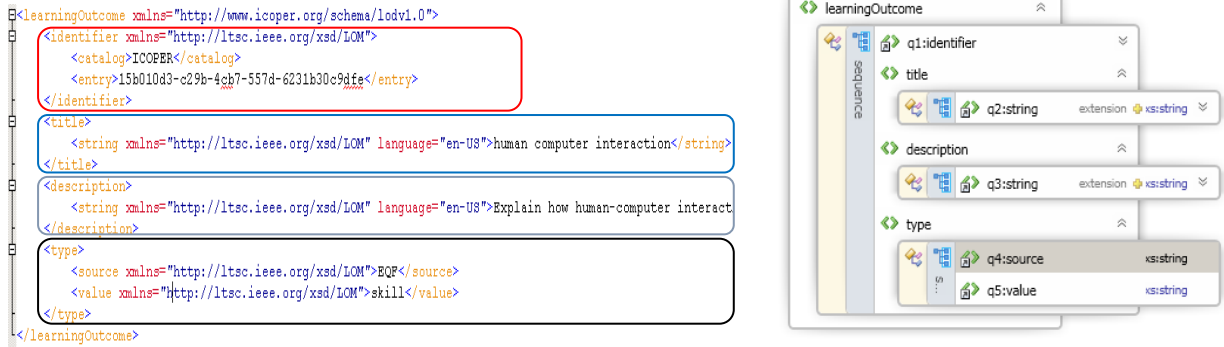 <learningOutcome xmlns="http://www.icoper.org/schema/lodv1.0">
<identifier xmlns="http://ltsc.ieee.org/xsd/LOM">
<catalog>ICOPER</catalog>
<entry>15b010d3-c29b-4cb7-557d-6231b30c9dfe</entry>
</identifier>
<title>
<string xmlns="http://ltsc.ieee.org/xsd/LOM" language="en-US">human computer interaction</string>
</title>
<description>
<string xmlns="http://ltsc.ieee.org/xsd/LOM" language="en-US">Explain how human-computer interact
</description>
<type>
<source xmlns="http://ltsc.ieee.org/xsd/LOM">EQF</source>
<value xmlns="http://ltsc.ieee.org/xsd/LOM">skill</value>
</type>
</learningOutcome>
learningOutcome
sequence
q1:identifier
title
q2:string extension xs:string
description
q3:string extension xs:string
type
s...
q4:source xs:string
q5:value xs:string